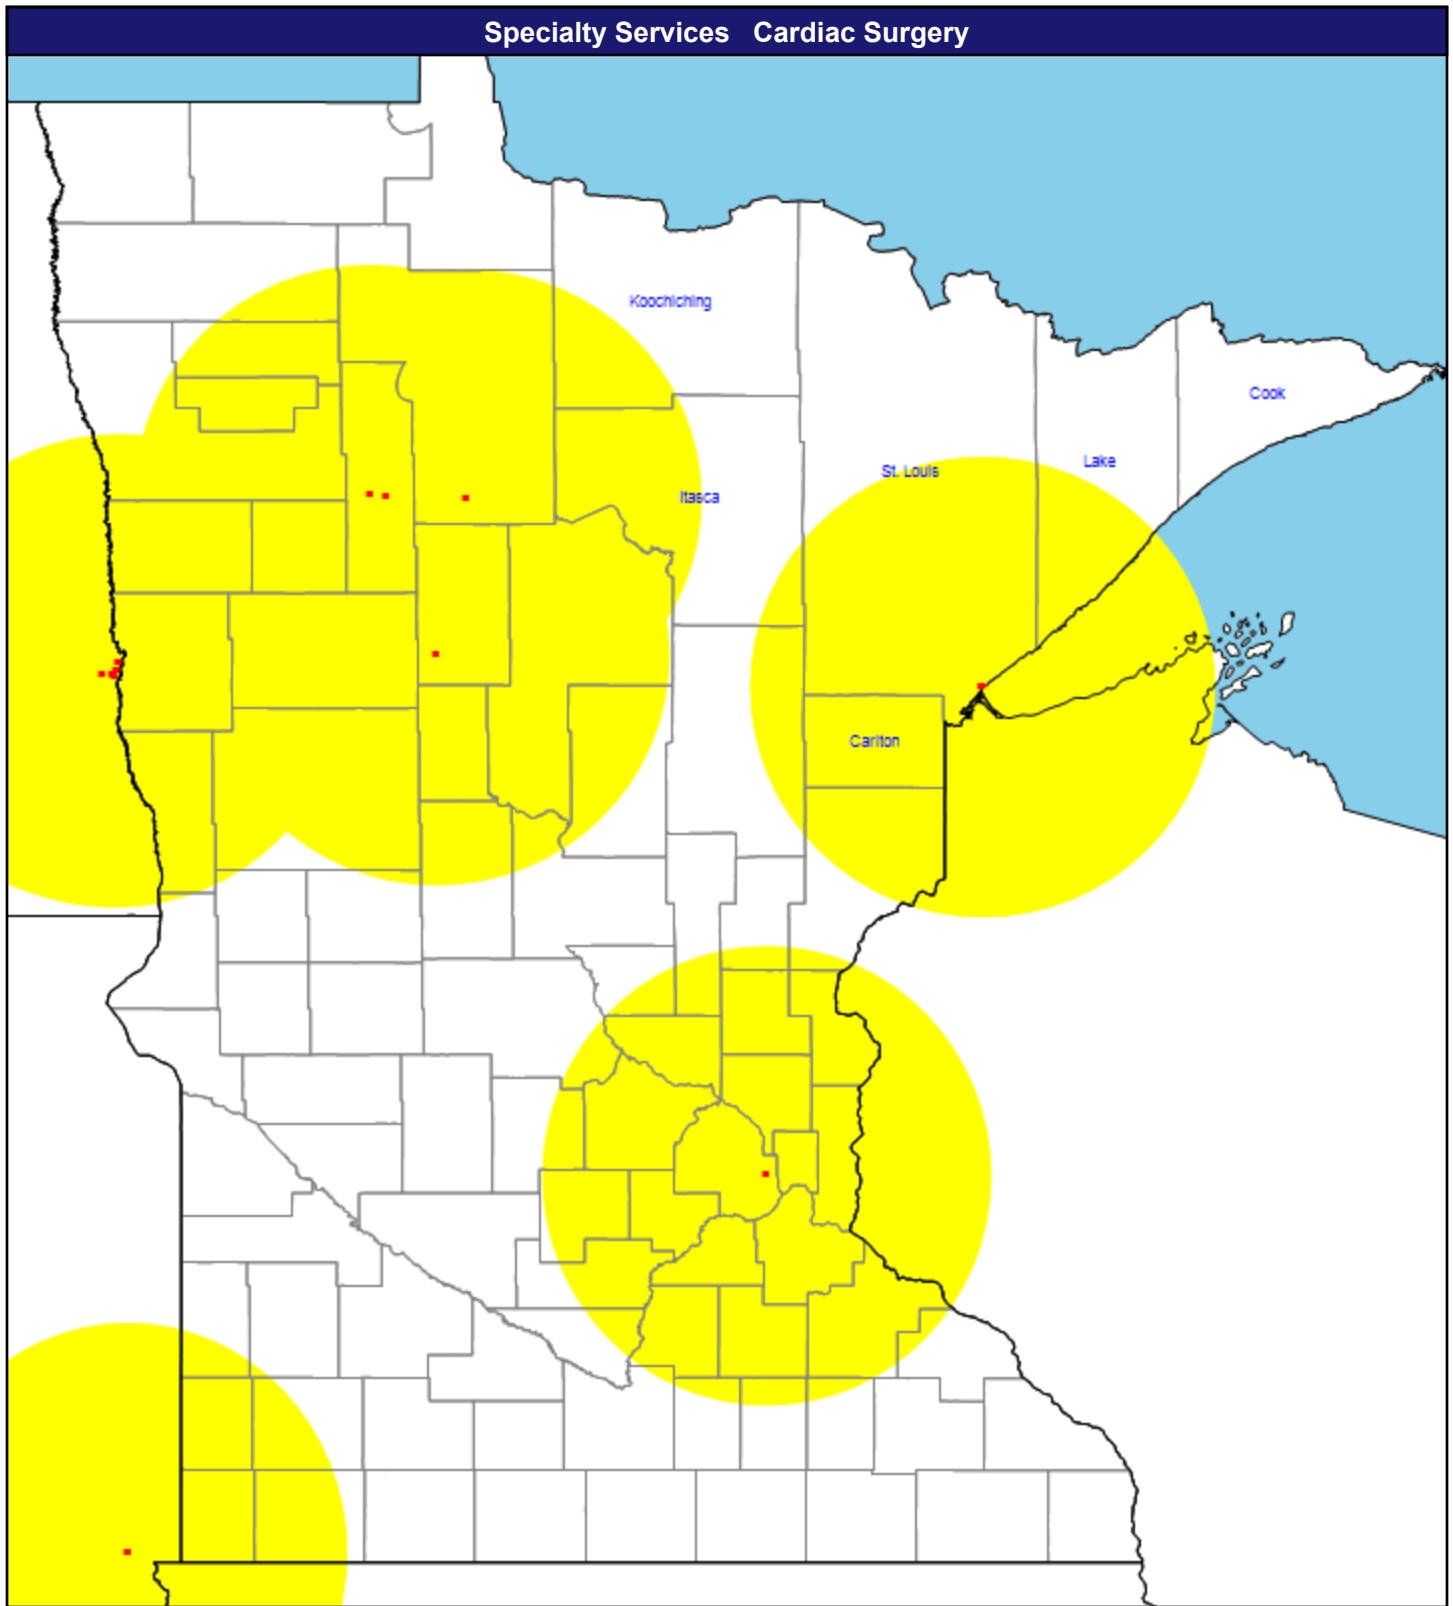 Specialty Services   Cardiac Surgery
Koochiching
Cook
Lake
St. Louis
Itasca
Carlton